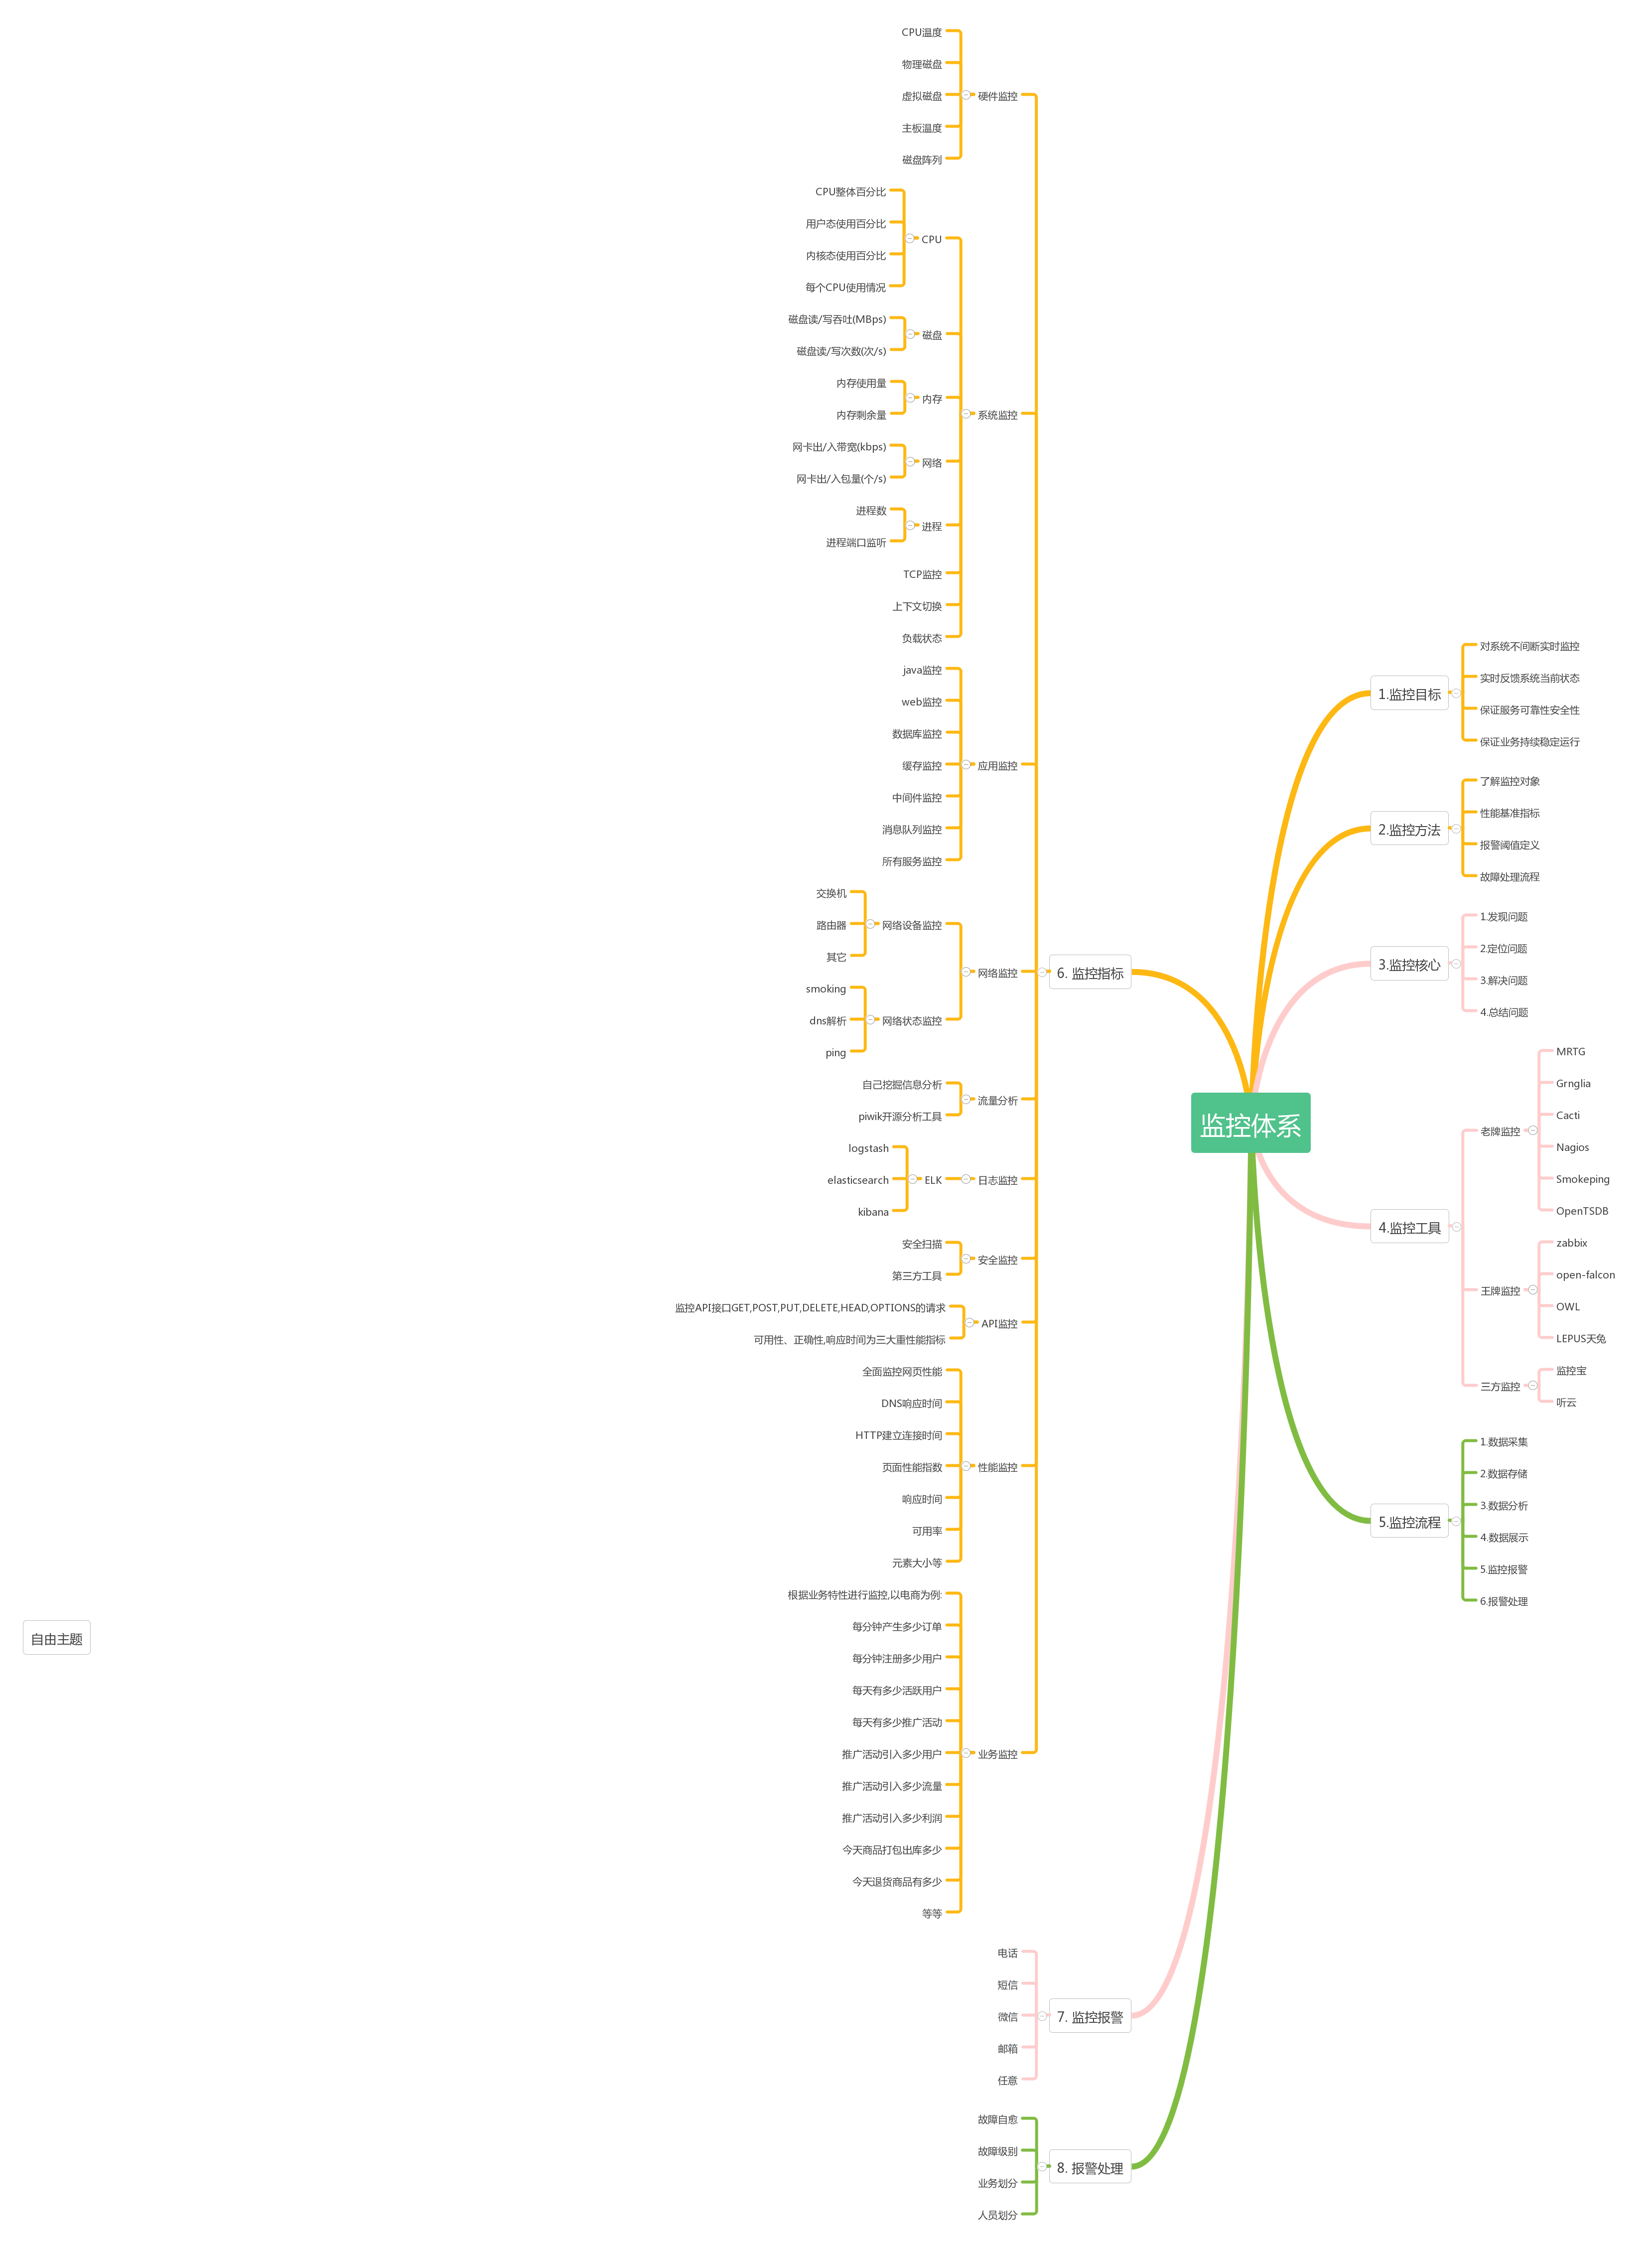 监控体系
1.监控目标
对系统不间断实时监控
实时反馈系统当前状态
保证服务可靠性安全性
保证业务持续稳定运行
2.监控方法
了解监控对象
性能基准指标
报警阈值定义
故障处理流程
3.监控核心
1.发现问题
2.定位问题
3.解决问题
4.总结问题
4.监控工具
老牌监控
MRTG
Grnglia
Cacti
Nagios
Smokeping
OpenTSDB
王牌监控
zabbix
open-falcon
OWL
LEPUS天兔
三方监控
监控宝
听云
5.监控流程
1.数据采集
2.数据存储
3.数据分析
4.数据展示
5.监控报警
6.报警处理
6. 监控指标
硬件监控
CPU温度
物理磁盘
虚拟磁盘
主板温度
磁盘阵列
系统监控
CPU
CPU整体百分比
用户态使用百分比
内核态使用百分比
每个CPU使用情况
磁盘
磁盘读/写吞吐(MBps)
磁盘读/写次数(次/s)
内存
内存使用量
内存剩余量
网络
网卡出/入带宽(kbps)
网卡出/入包量(个/s)
进程
进程数
进程端口监听
TCP监控
上下文切换
负载状态
应用监控
java监控
web监控
数据库监控
缓存监控
中间件监控
消息队列监控
所有服务监控
网络监控
网络设备监控
交换机
路由器
其它
网络状态监控
smoking
dns解析
ping
流量分析
自己挖掘信息分析
piwik开源分析工具
日志监控
ELK
logstash
elasticsearch
kibana
安全监控
安全扫描
第三方工具
API监控
监控API接口GET,POST,PUT,DELETE,HEAD,OPTIONS的请求
可用性、正确性,响应时间为三大重性能指标
性能监控
全面监控网页性能
DNS响应时间
HTTP建立连接时间
页面性能指数
响应时间
可用率
元素大小等
业务监控
根据业务特性进行监控,以电商为例:
每分钟产生多少订单
每分钟注册多少用户
每天有多少活跃用户
每天有多少推广活动
推广活动引入多少用户
推广活动引入多少流量
推广活动引入多少利润
今天商品打包出库多少
今天退货商品有多少
等等
7. 监控报警
电话
短信
微信
邮箱
任意
8. 报警处理
故障自愈
故障级别
业务划分
人员划分
自由主题